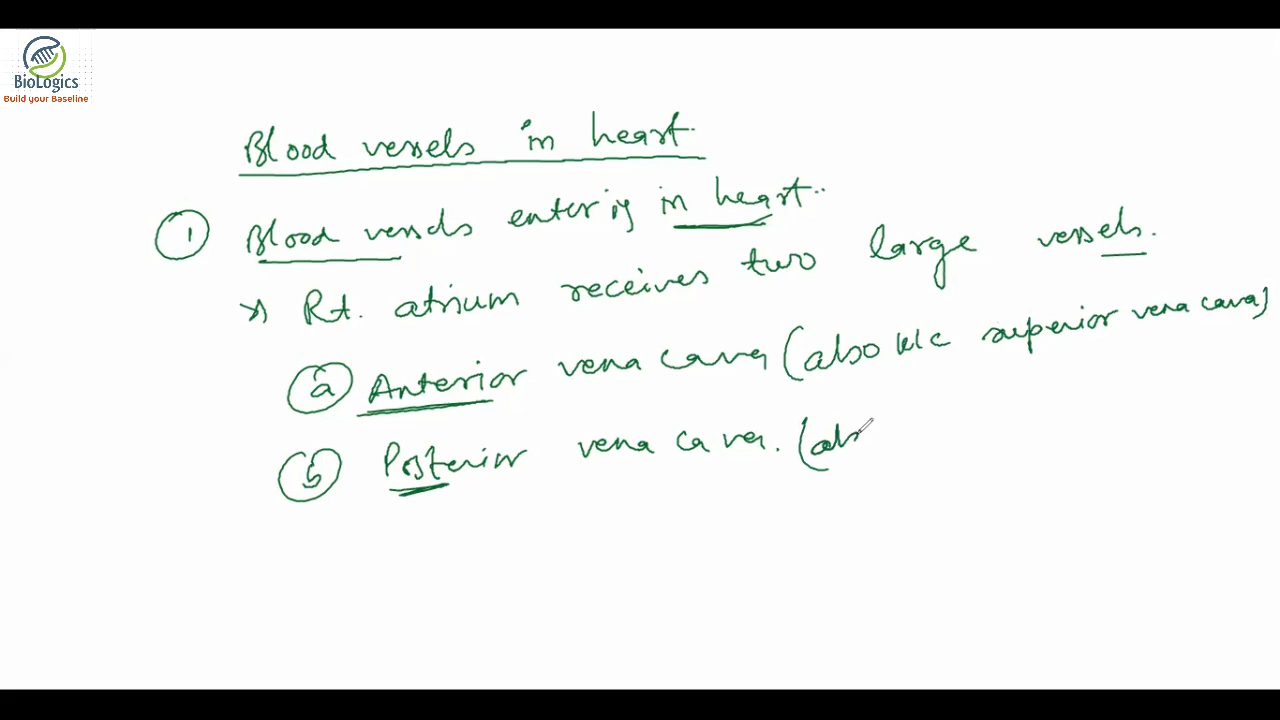 BioLogics
Build your Baseline
Blood vessels in heart.
① Blood vessels entering in heart..
* Rt. atrium receives two large vessels.
ⓐ Anterior vena cava (also k/c superior vena cava)
ⓑ Posterior vena cava. (als